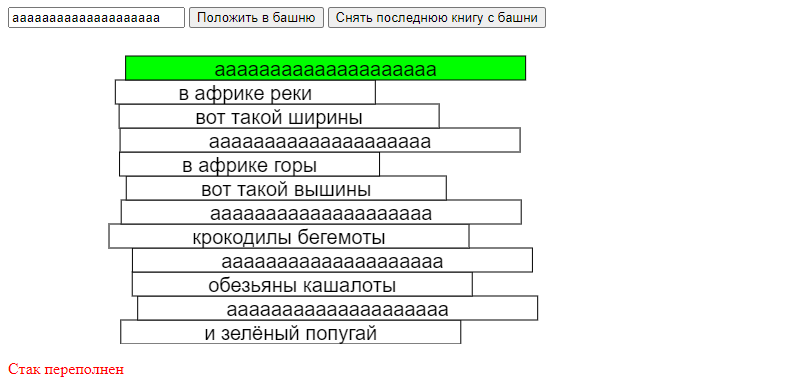 аааааааааааааааааааа Положить в башню Снять последнюю книгу с башни
аааааааааааааааааааа
в африке реки
вот такой ширины
аааааааааааааааааааа
в африке горы
вот такой вышины
аааааааааааааааааааа
крокодилы бегемоты
аааааааааааааааааааа
обезьяны кашалоты
аааааааааааааааааааа
и зелёный попугай
Стак переполнен